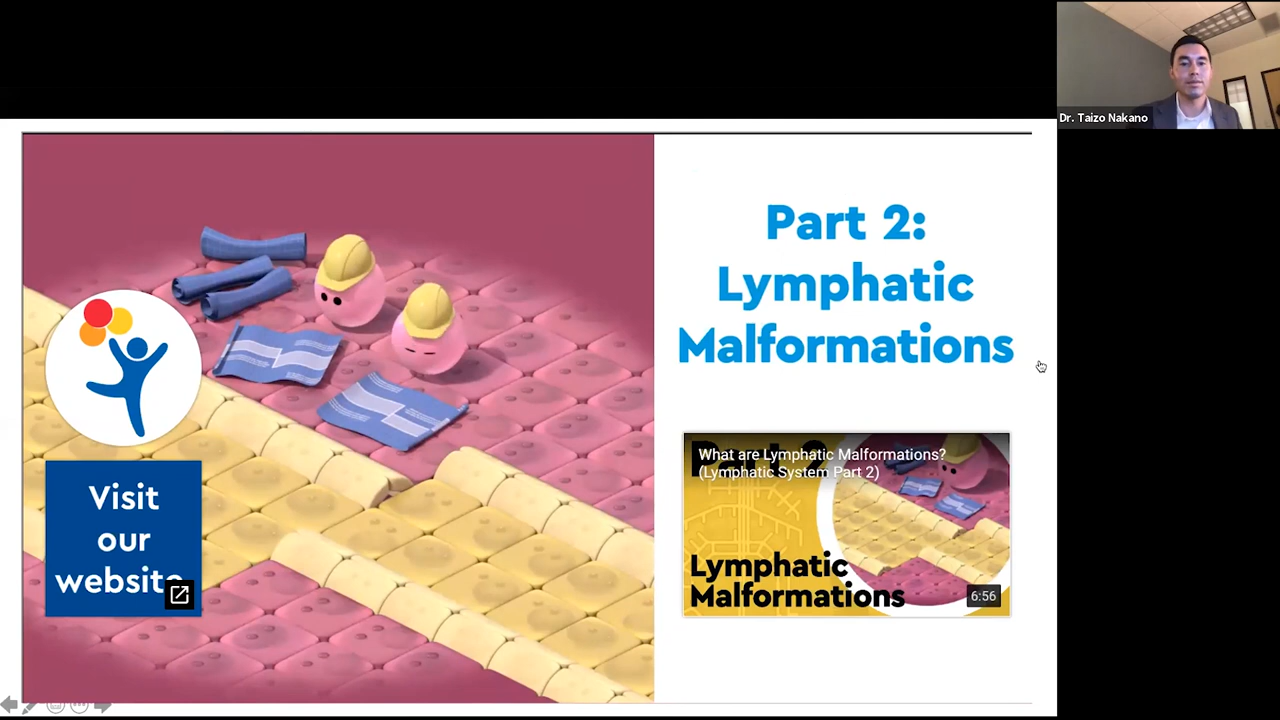 Dr. Taizo Nakano
Part 2:
Lymphatic
Malformations
Visit
our
website
What are Lymphatic Malformations?
(Lymphatic System Part 2)
Lymphatic
Malformations
6:56